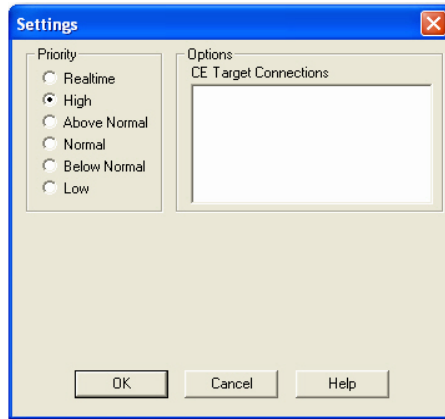 Settings
Priority
Realtime
High
Above Normal
Normal
Below Normal
Low
Options
CE Target Connections
OK
Cancel
Help